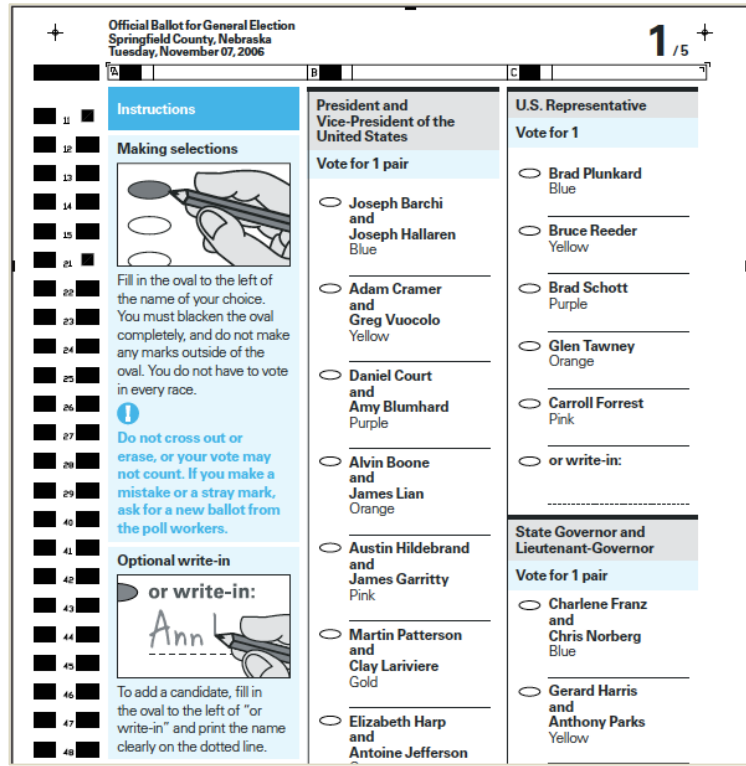 Official Ballot for General Election
Springfield County, Nebraska
Tuesday, November 07, 2006
1 / 5
A
B
C
11
12
13
14
15
21
22
23
24
25
26
27
28
29
40
41
42
43
44
45
46
47
48
Instructions
Making selections
Fill in the oval to the left of
the name of your choice.
You must blacken the oval
completely, and do not make
any marks outside of the
oval. You do not have to vote
in every race.
Do not cross out or
erase, or your vote may
not count. If you make a
mistake or a stray mark,
ask for a new ballot from
the poll workers.
Optional write-in
or write-in:
Ann L
To add a candidate, fill in
the oval to the left of “or
write-in” and print the name
clearly on the dotted line.
President and
Vice-President of the
United States
Vote for 1 pair
Joseph Barchi
and
Joseph Hallaren
Blue
Adam Cramer
and
Greg Vuocolo
Yellow
Daniel Court
and
Amy Blumhard
Purple
Alvin Boone
and
James Lian
Orange
Austin Hildebrand
and
James Garritty
Pink
Martin Patterson
and
Clay Lariviere
Gold
Elizabeth Harp
and
Antoine Jefferson
U.S. Representative
Vote for 1
Brad Plunkard
Blue
Bruce Reeder
Yellow
Brad Schott
Purple
Glen Tawney
Orange
Carroll Forrest
Pink
or write-in:
State Governor and
Lieutenant-Governor
Vote for 1 pair
Charlene Franz
and
Chris Norberg
Blue
Gerard Harris
and
Anthony Parks
Yellow